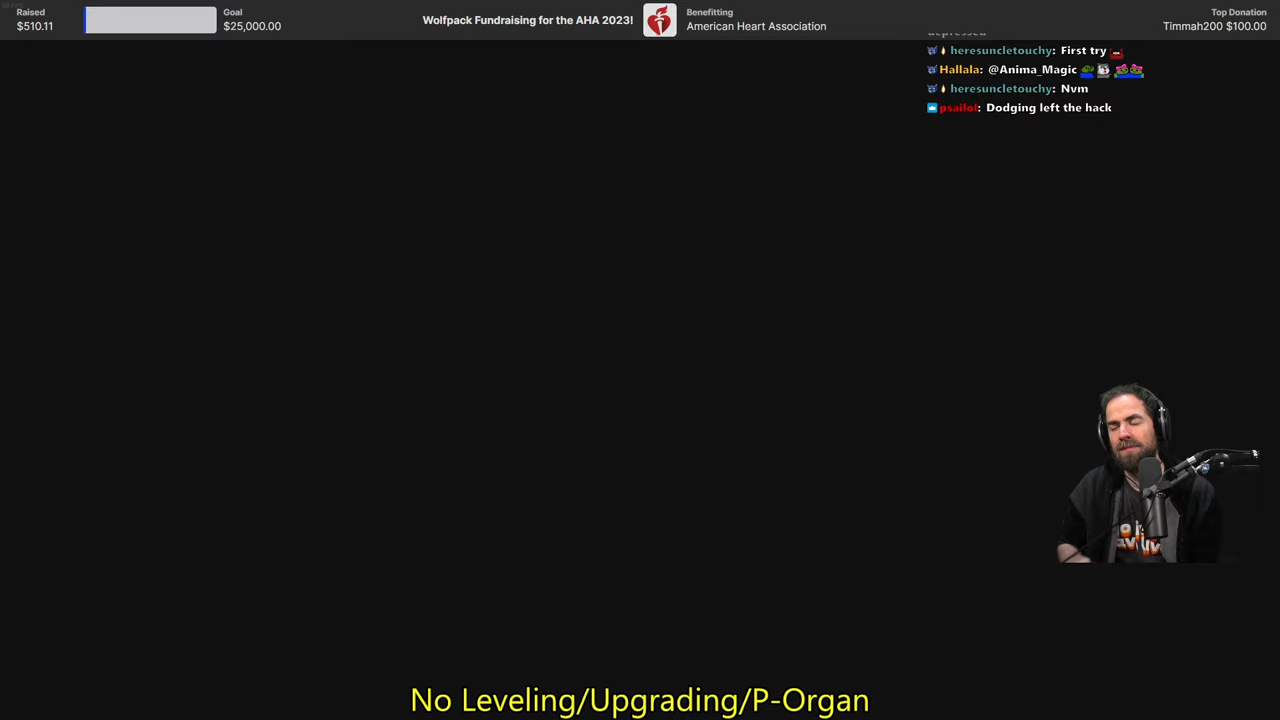 Raised
$510.11
Goal
$25,000.00
Wolfpack Fundraising for the AHA 2023!
Benefitting
American Heart Association
Top Donation
Timmah200 $100.00
depressed
heresuncletouchy: First try
Hallala: @Anima_Magic
heresuncletouchy: Nvm
psailol: Dodging left the hack
No Leveling/Upgrading/P-Organ